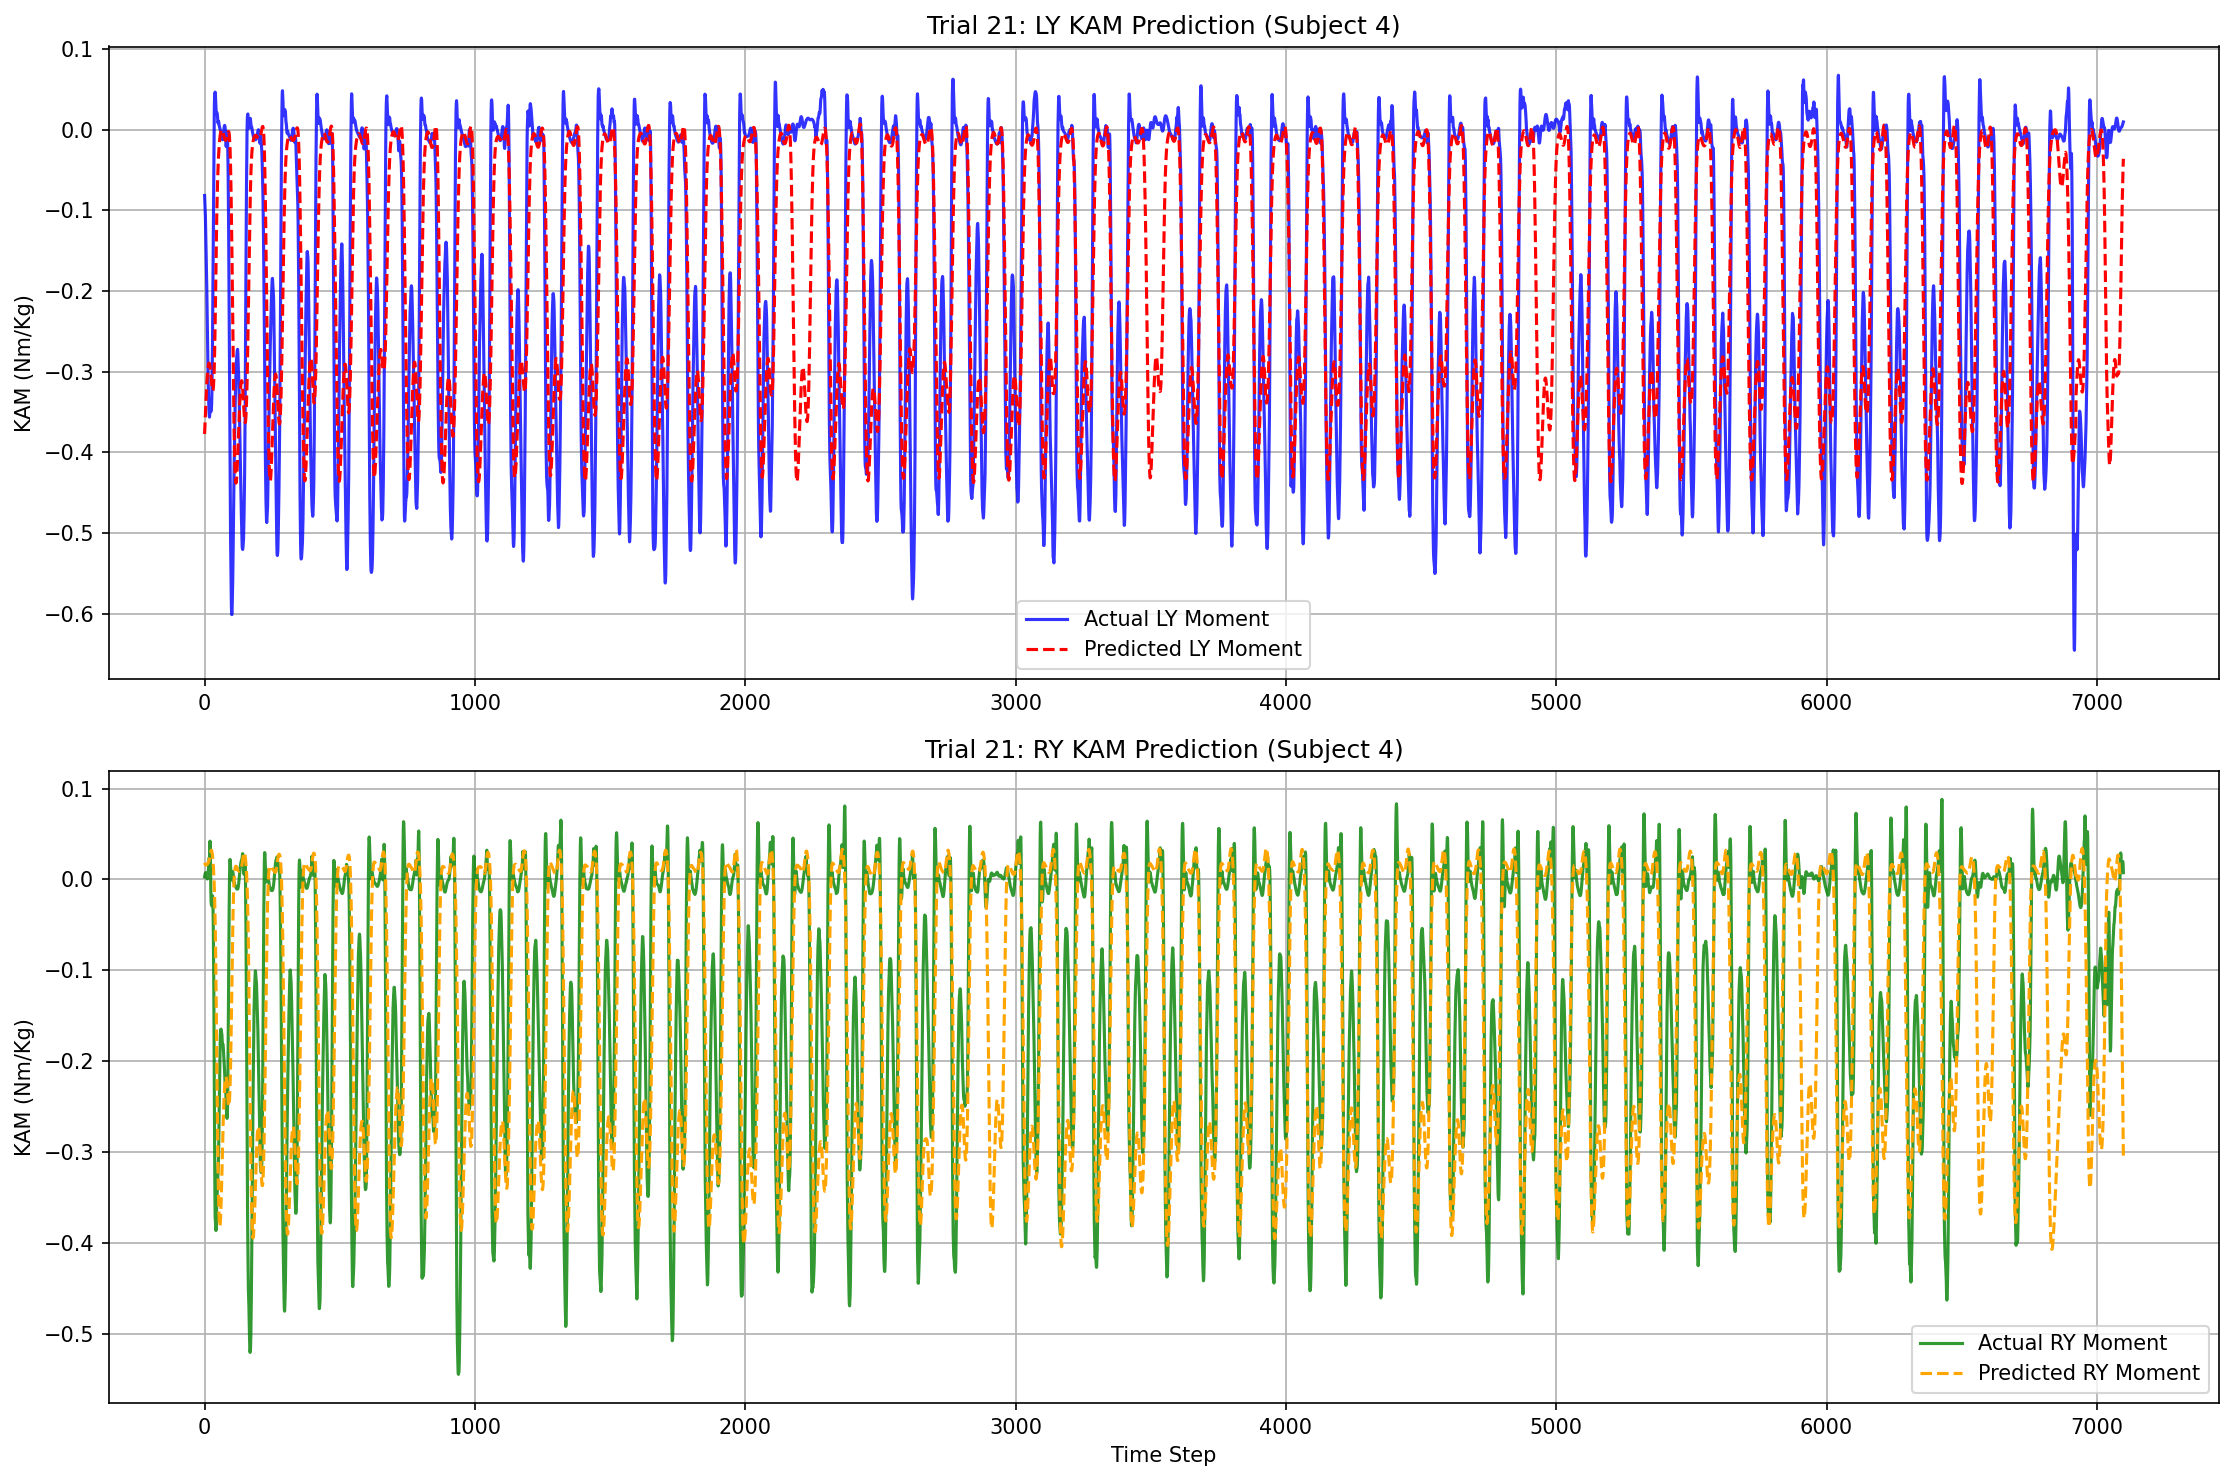 Trial 21: LY KAM Prediction (Subject 4)
KAM (Nm/Kg)
0.1
0.0
−0.1
−0.2
−0.3
−0.4
−0.5
−0.6
Actual LY Moment
Predicted LY Moment
0 1000 2000 3000 4000 5000 6000 7000
Trial 21: RY KAM Prediction (Subject 4)
KAM (Nm/Kg)
0.1
0.0
−0.1
−0.2
−0.3
−0.4
−0.5
Actual RY Moment
Predicted RY Moment
0 1000 2000 3000 4000 5000 6000 7000
Time Step